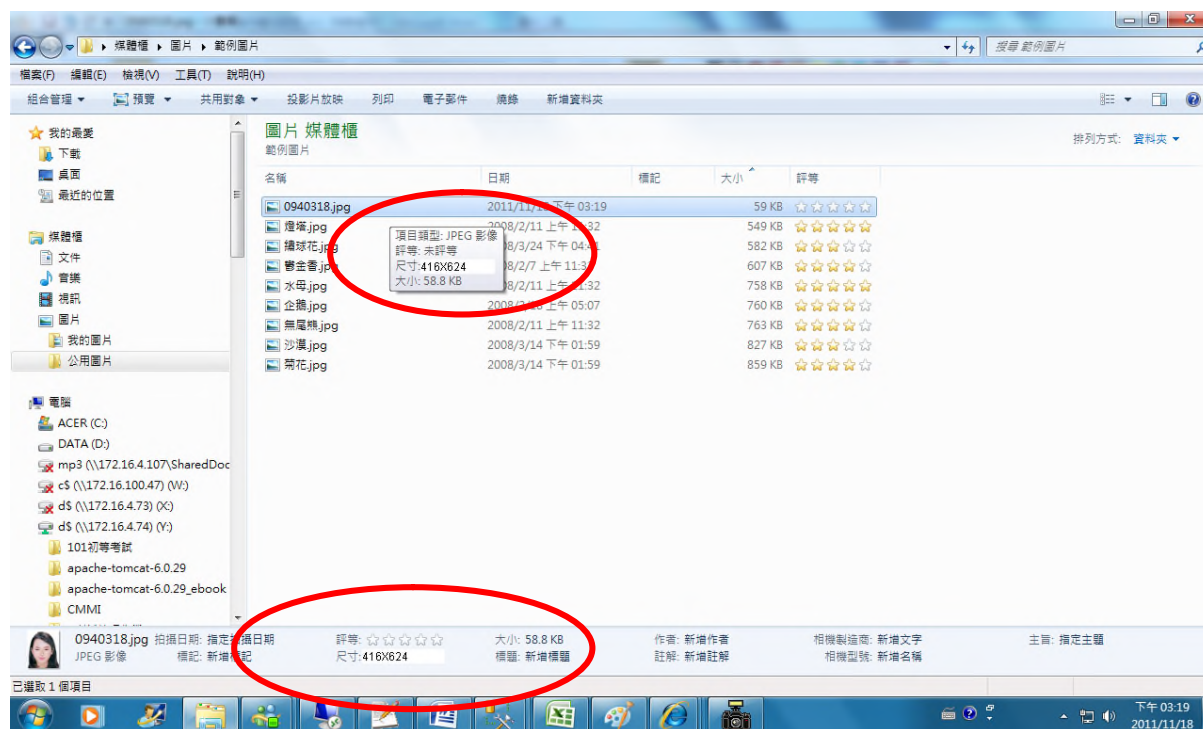 媒體櫃 ▸ 圖片 ▸ 範例圖片
搜尋 範例圖片
檔案(F) 編輯(E) 檢視(V) 工具(T) 說明(H)
組合管理 預覽 共用對象 投影片放映 列印 電子郵件 燒錄 新增資料夾
我的最愛
下載
桌面
最近的位置
媒體櫃
文件
音樂
視訊
圖片
我的圖片
公用圖片
電腦
ACER (C:)
DATA (D:)
mp3 (\\172.16.4.107\SharedDoc
c$ (\\172.16.100.47) (W:)
d$ (\\172.16.4.73) (X:)
d$ (\\172.16.4.74) (Y:)
101初等考試
apache-tomcat-6.0.29
apache-tomcat-6.0.29_ebook
CMMI
圖片 媒體櫃
範例圖片
排列方式: 資料夾
名稱 日期 標記 大小 評等
0940318.jpg 2011/11/18 下午 03:19 59 KB
燈塔.jpg 2008/2/11 上午 11:32 549 KB
繡球花.jpg 2008/3/24 下午 04:41 582 KB
鬱金香.jpg 2008/2/7 上午 11:3 607 KB
水母.jpg 2008/2/11 上午 11:32 758 KB
企鵝.jpg 上午 05:07 760 KB
無尾熊.jpg 2008/2/11 上午 11:32 763 KB
沙漠.jpg 2008/3/14 下午 01:59 827 KB
菊花.jpg 2008/3/14 下午 01:59 859 KB
項目類型: JPEG 影像
評等: 未評等
尺寸:416X624
大小: 58.8 KB
0940318.jpg 拍攝日期: 指定拍攝日期 評等: 大小: 58.8 KB 作者: 新增作者 相機製造商: 新增文字 主旨: 指定主題
JPEG 影像 標記: 新增標記 尺寸:416X624 標題: 新增標題 註解: 新增註解 相機型號: 新增名稱
已選取 1 個項目
下午 03:19
2011/11/18